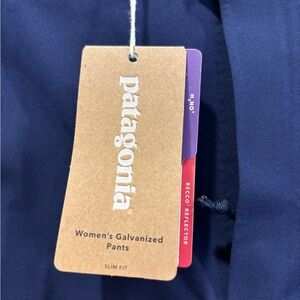 patagonia
Women's Galvanized
Pants
SLIM FIT
H₂NO®
RECCO® REFLECTOR